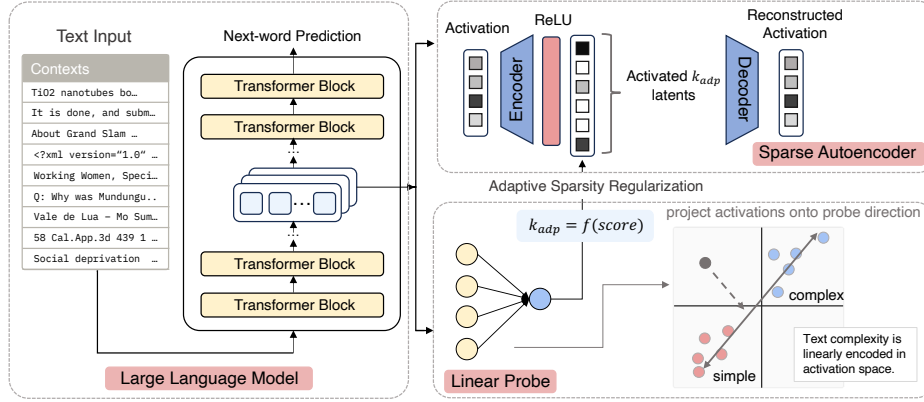 Text Input
Contexts
TiO2 nanotubes bo…
It is done, and subm…
About Grand Slam …
<?xml version="1.0" …
Working Women, Speci…
Q: Why was Mundungu..
Vale de Lua – Mo Sum…
58 Cal.App.3d 439 1 …
Social deprivation …
Next-word Prediction
Transformer Block
Transformer Block
...
...
...
Transformer Block
Transformer Block
Large Language Model
Activation
Encoder
ReLU
Activated k_adp
latents
Decoder
Reconstructed
Activation
Sparse Autoencoder
Adaptive Sparsity Regularization
k_adp = f(score)
Linear Probe
project activations onto probe direction
complex
simple
Text complexity is
linearly encoded in
activation space.